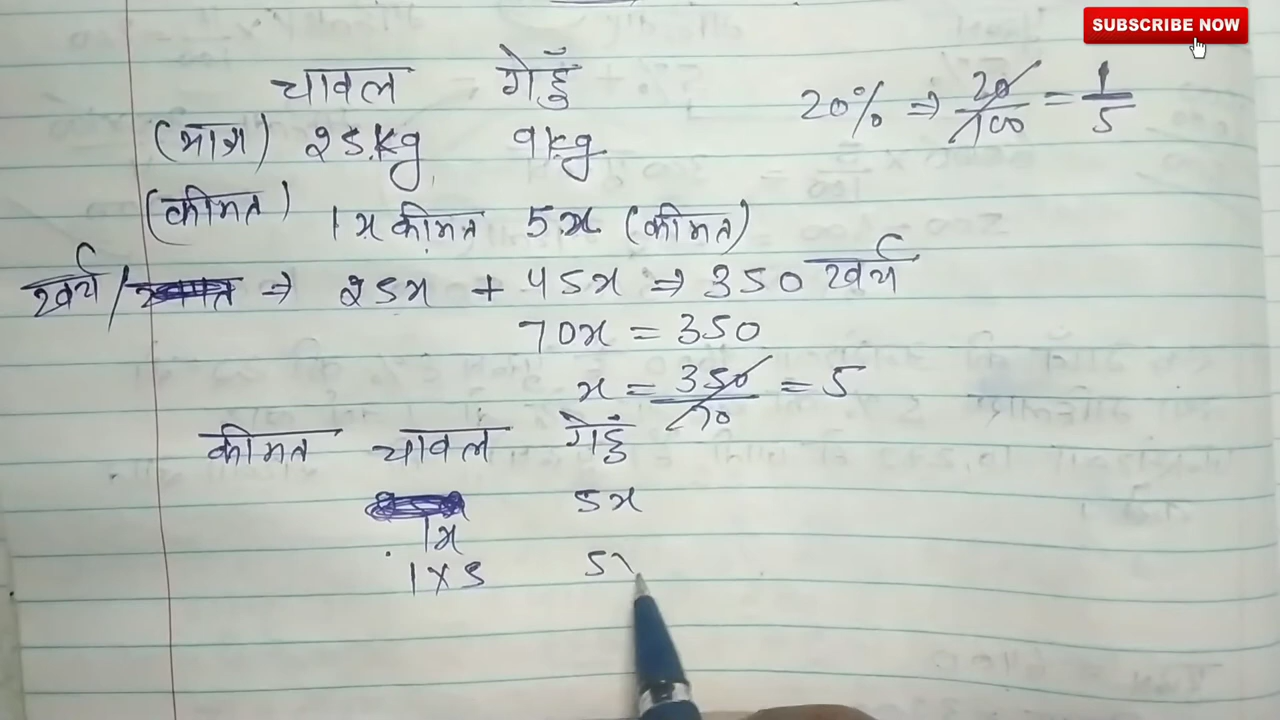 SUBSCRIBE NOW
चावल गेहूँ
20% ⇒ 20/100 = 1/5
(मात्रा) 25kg 9kg
(कीमत) 1x कीमत 5x (कीमत)
खर्च / ⇒ 25x + 45x ⇒ 350 खर्च
70x = 350
x = 350/70 = 5
कीमत चावल गेहूँ
5x
1x
1×5 5×